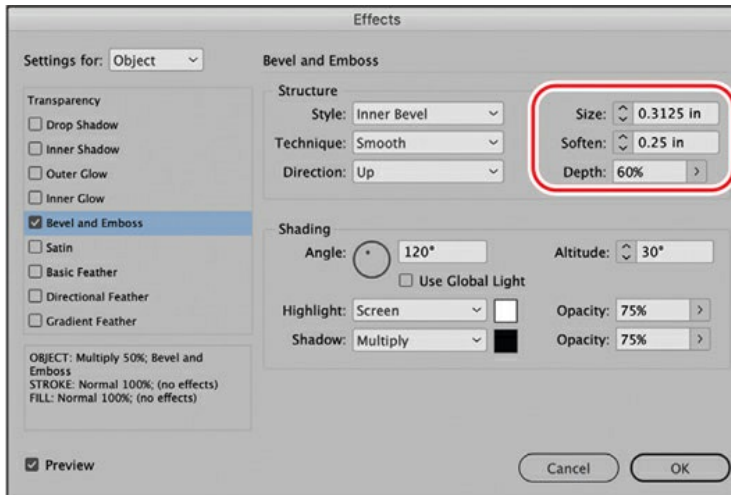 Effects
Settings for: Object
Transparency
Drop Shadow
Inner Shadow
Outer Glow
Inner Glow
Bevel and Emboss
Satin
Basic Feather
Directional Feather
Gradient Feather
OBJECT: Multiply 50%; Bevel and
Emboss
STROKE: Normal 100%; (no effects)
FILL: Normal 100%; (no effects)
Preview
Bevel and Emboss
Structure
Style: Inner Bevel Size: 0.3125 in
Technique: Smooth Soften: 0.25 in
Direction: Up Depth: 60%
Shading
Angle: 120° Altitude: 30°
Use Global Light
Highlight: Screen Opacity: 75%
Shadow: Multiply Opacity: 75%
Cancel OK